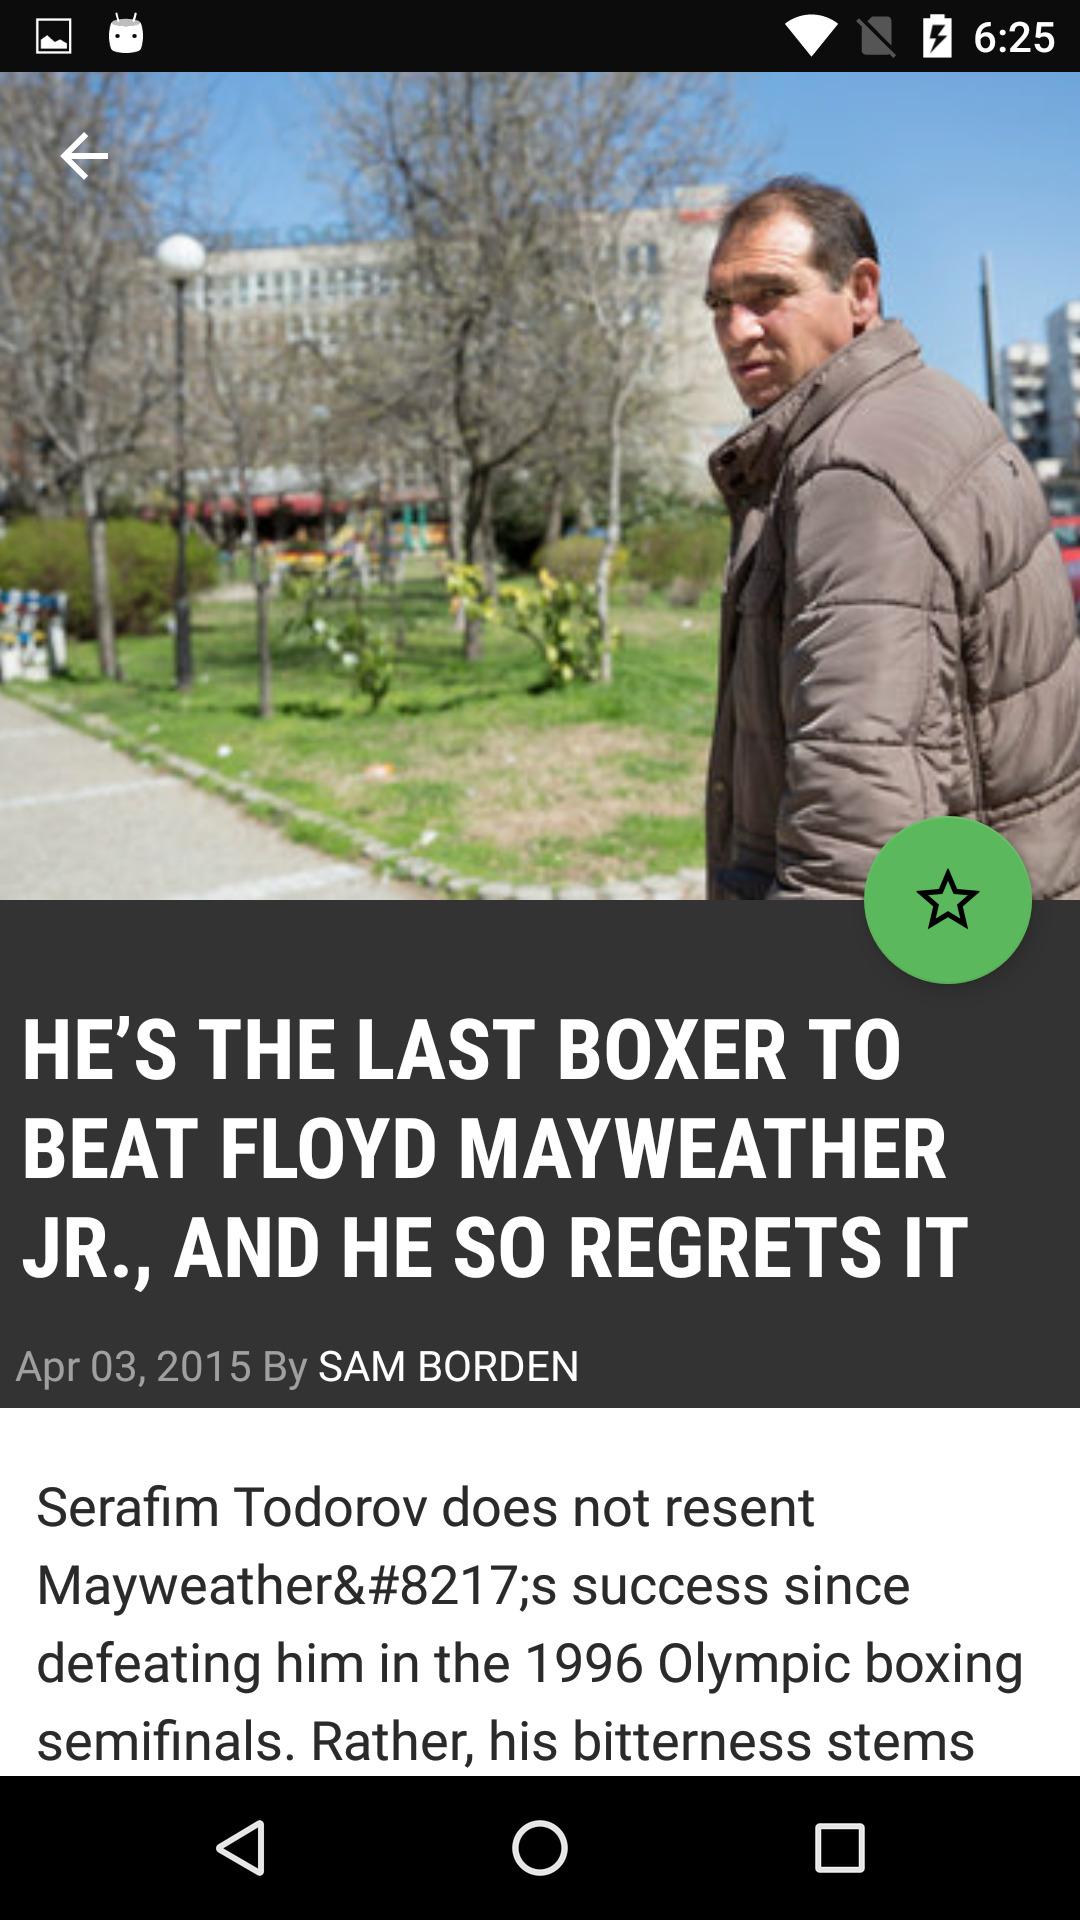 6:25
HE’S THE LAST BOXER TO
BEAT FLOYD MAYWEATHER
JR., AND HE SO REGRETS IT
Apr 03, 2015 By SAM BORDEN
Serafim Todorov does not resent
Mayweather&#8217;s success since
defeating him in the 1996 Olympic boxing
semifinals. Rather, his bitterness stems